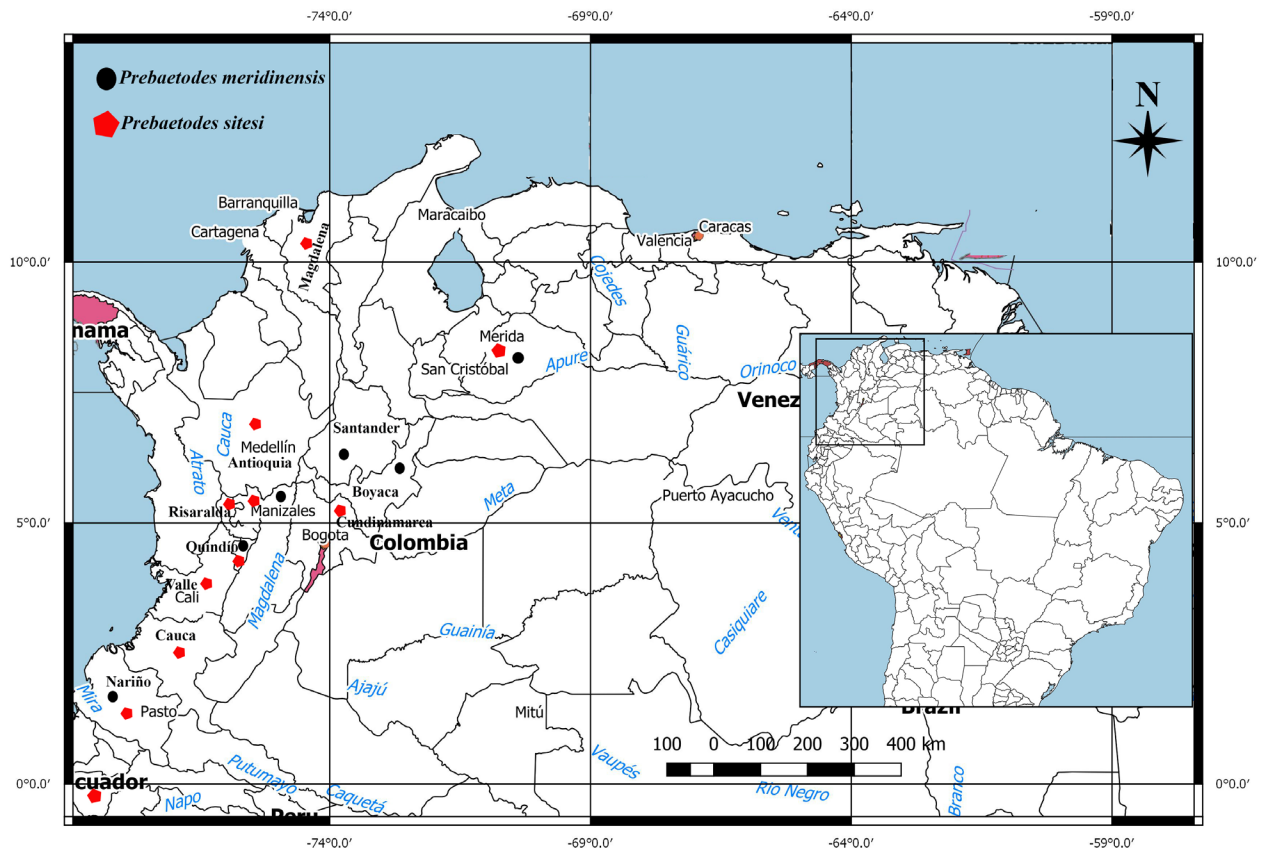 -74°0.0′
-69°0.0′
-64°0.0′
-59°0.0′
Prebaetodes meridinensis
N
Prebaetodes sitesi
Barranquilla
Maracaibo
Cartagena
Magdalena
Caracas
Valencia
10°0.0′
10°0.0′
Cojedes
nama
Merida
Guárico
San Cristóbal
Apure
Orinoco
Venez
Cauca
Santander
Medellín
Antioquia
Atrato
Boyaca
Meta
Puerto Ayacucho
Risaralda
Manizales
5°0.0′
Cundinamarca
Ventu
5°0.0′
Bogota
Colombia
Quindío
Magdalena
Valle
Cali
Casiquiare
Cauca
Guainía
Nariño
Ajajú
Mira
Pasto
Mitú
Brazil
100 0 100 200 300 400 km
Vaupés
Putumayo
cuador
0°0.0′
Río Negro
Branco
0°0.0′
Napo
Caquetá
Peru
-74°0.0′
-69°0.0′
-64°0.0′
-59°0.0′